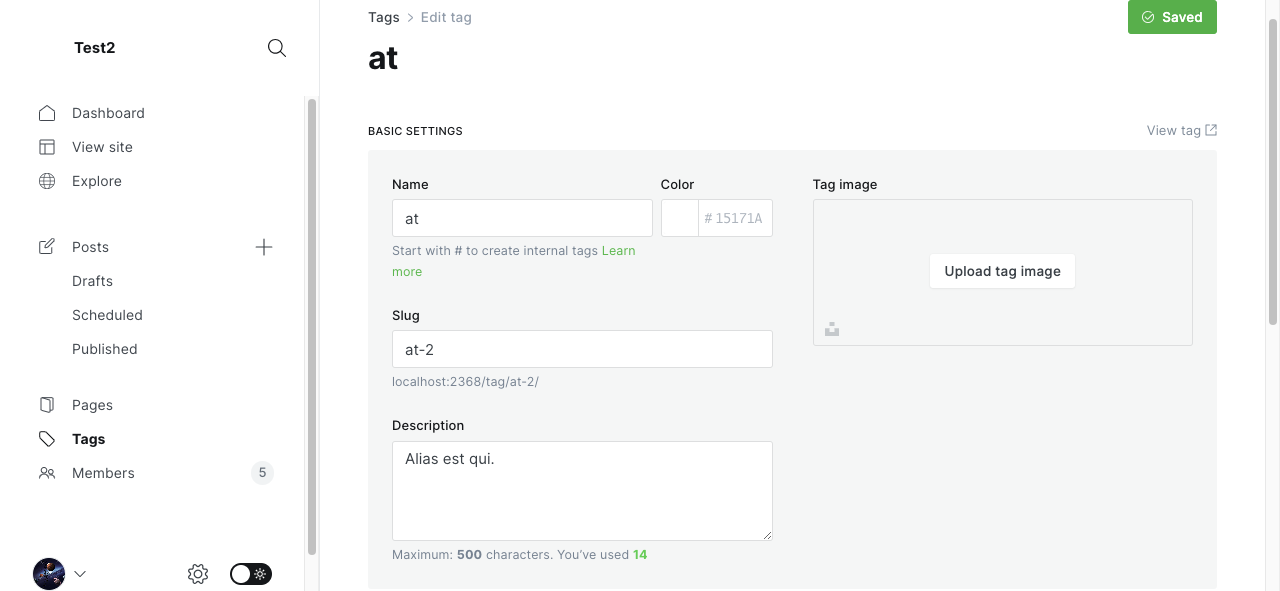 Test2
Dashboard
View site
Explore
Posts
Drafts
Scheduled
Published
Pages
Tags
Members
5
Tags > Edit tag
Saved
at
BASIC SETTINGS
View tag
Name
at
Start with # to create internal tags Learn
more
Color
# 15171A
Slug
at-2
localhost:2368/tag/at-2/
Description
Alias est qui.
Maximum: 500 characters. You've used 14
Tag image
Upload tag image